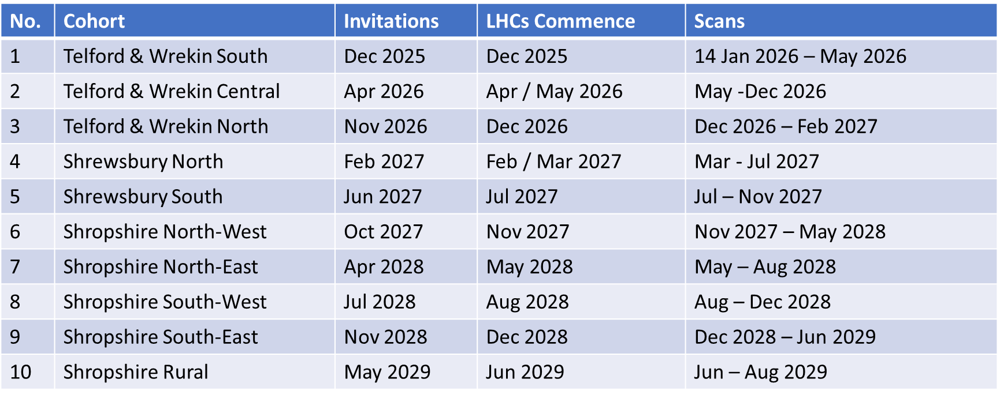 No. Cohort Invitations LHCs Commence Scans
1 Telford & Wrekin South Dec 2025 Dec 2025 14 Jan 2026 – May 2026
2 Telford & Wrekin Central Apr 2026 Apr / May 2026 May -Dec 2026
3 Telford & Wrekin North Nov 2026 Dec 2026 Dec 2026 – Feb 2027
4 Shrewsbury North Feb 2027 Feb / Mar 2027 Mar - Jul 2027
5 Shrewsbury South Jun 2027 Jul 2027 Jul – Nov 2027
6 Shropshire North-West Oct 2027 Nov 2027 Nov 2027 – May 2028
7 Shropshire North-East Apr 2028 May 2028 May – Aug 2028
8 Shropshire South-West Jul 2028 Aug 2028 Aug – Dec 2028
9 Shropshire South-East Nov 2028 Dec 2028 Dec 2028 – Jun 2029
10 Shropshire Rural May 2029 Jun 2029 Jun – Aug 2029